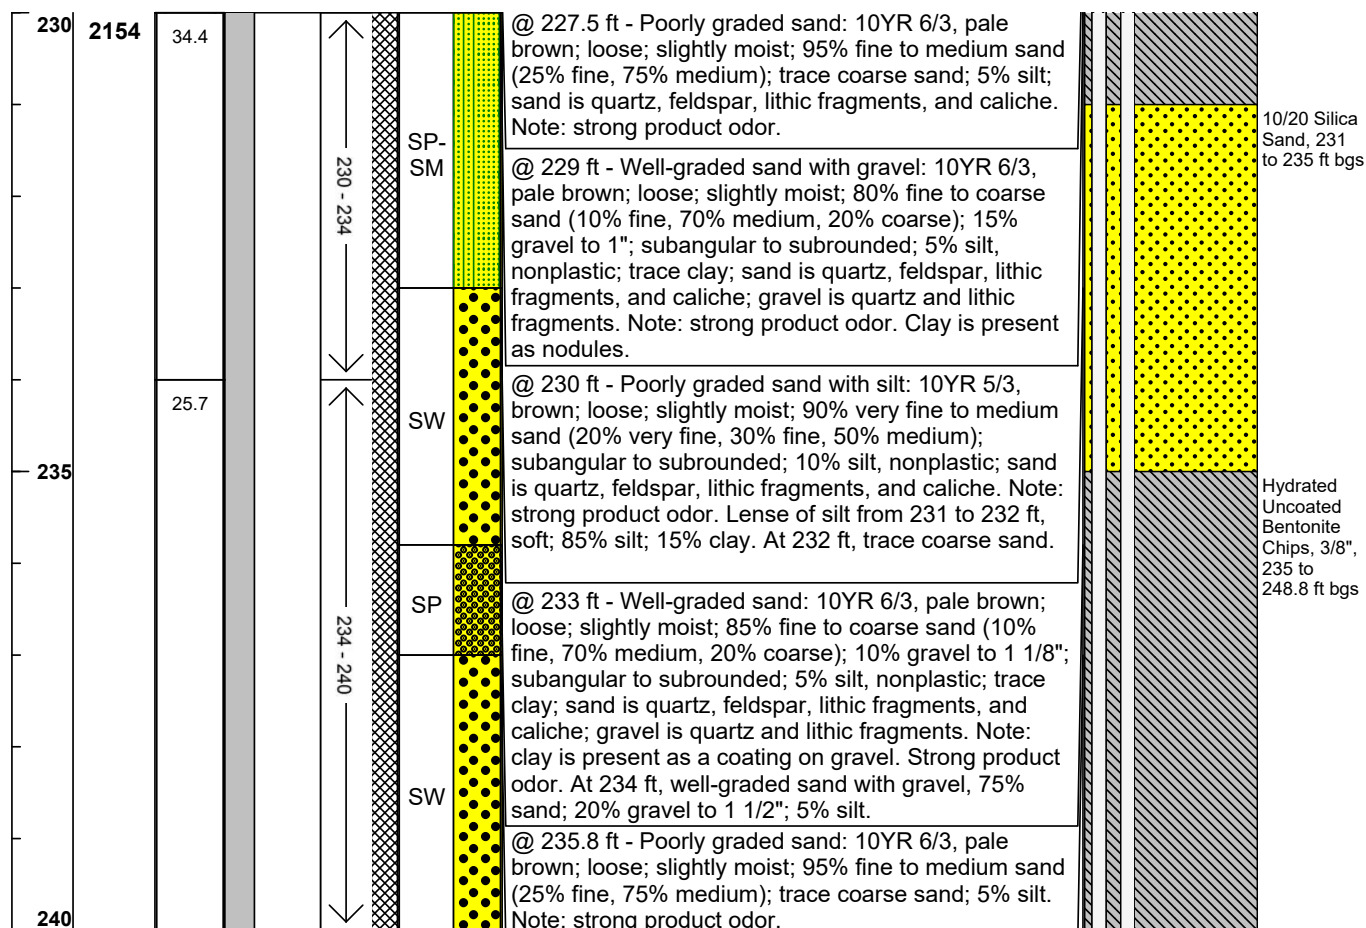 230
2154
34.4
230 - 234
SP-
SM
@ 227.5 ft - Poorly graded sand: 10YR 6/3, pale
brown; loose; slightly moist; 95% fine to medium sand
(25% fine, 75% medium); trace coarse sand; 5% silt;
sand is quartz, feldspar, lithic fragments, and caliche.
Note: strong product odor.
@ 229 ft - Well-graded sand with gravel: 10YR 6/3,
pale brown; loose; slightly moist; 80% fine to coarse
sand (10% fine, 70% medium, 20% coarse); 15%
gravel to 1"; subangular to subrounded; 5% silt,
nonplastic; trace clay; sand is quartz, feldspar, lithic
fragments, and caliche; gravel is quartz and lithic
fragments. Note: strong product odor. Clay is present
as nodules.
10/20 Silica
Sand, 231
to 235 ft bgs
25.7
SW
235
@ 230 ft - Poorly graded sand with silt: 10YR 5/3,
brown; loose; slightly moist; 90% very fine to medium
sand (20% very fine, 30% fine, 50% medium);
subangular to subrounded; 10% silt, nonplastic; sand
is quartz, feldspar, lithic fragments, and caliche. Note:
strong product odor. Lense of silt from 231 to 232 ft,
soft; 85% silt; 15% clay. At 232 ft, trace coarse sand.
Hydrated
Uncoated
Bentonite
Chips, 3/8",
235 to
248.8 ft bgs
SP
234 - 240
@ 233 ft - Well-graded sand: 10YR 6/3, pale brown;
loose; slightly moist; 85% fine to coarse sand (10%
fine, 70% medium, 20% coarse); 10% gravel to 1 1/8";
subangular to subrounded; 5% silt, nonplastic; trace
clay; sand is quartz, feldspar, lithic fragments, and
caliche; gravel is quartz and lithic fragments. Note:
clay is present as a coating on gravel. Strong product
odor. At 234 ft, well-graded sand with gravel, 75%
sand; 20% gravel to 1 1/2"; 5% silt.
SW
@ 235.8 ft - Poorly graded sand: 10YR 6/3, pale
brown; loose; slightly moist; 95% fine to medium sand
(25% fine, 75% medium); trace coarse sand; 5% silt.
Note: strong product odor.
240